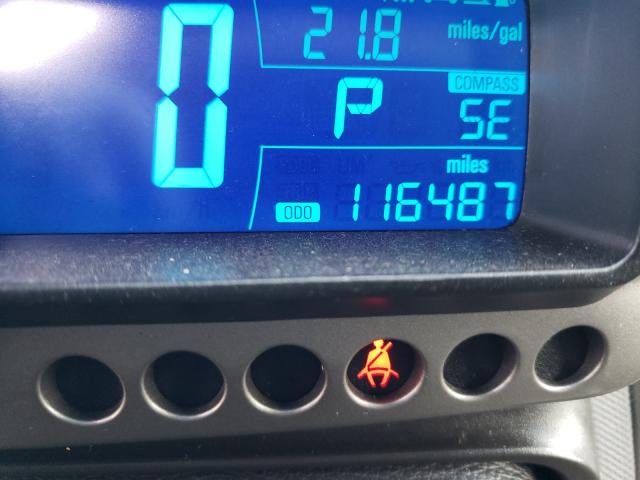 0
21.8 miles/gal
P
COMPASS
SE
miles
ODO 116487